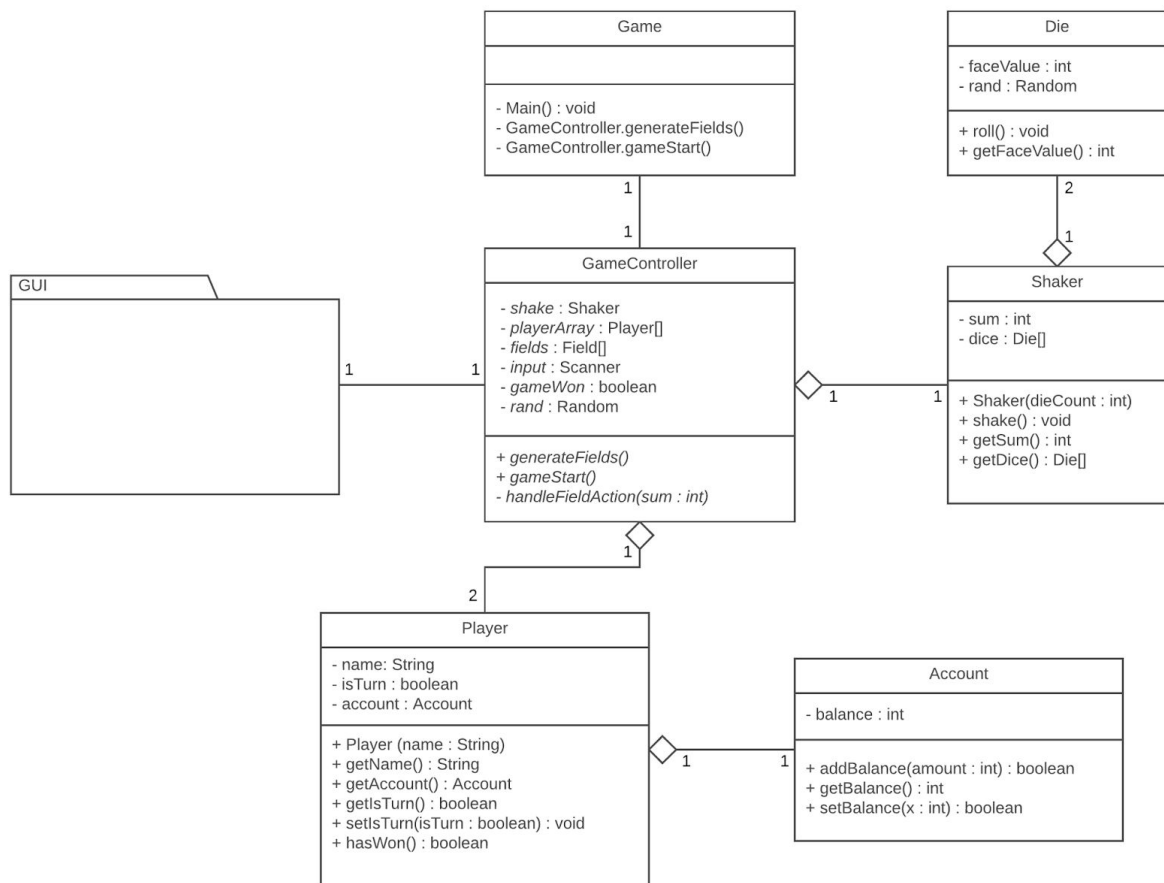 Game
- Main() : void
- GameController.generateFields()
- GameController.gameStart()
1
1
Die
- faceValue : int
- rand : Random
+ roll() : void
+ getFaceValue() : int
2
1
GUI
1
1
GameController
- shake : Shaker
- playerArray : Player[]
- fields : Field[]
- input : Scanner
- gameWon : boolean
- rand : Random
+ generateFields()
+ gameStart()
- handleFieldAction(sum : int)
1
1
Shaker
- sum : int
- dice : Die[]
+ Shaker(dieCount : int)
+ shake() : void
+ getSum() : int
+ getDice() : Die[]
1
2
Player
- name: String
- isTurn : boolean
- account : Account
+ Player (name : String)
+ getName() : String
+ getAccount() : Account
+ getIsTurn() : boolean
+ setIsTurn(isTurn : boolean) : void
+ hasWon() : boolean
1
1
Account
- balance : int
+ addBalance(amount : int) : boolean
+ getBalance() : int
+ setBalance(x : int) : boolean